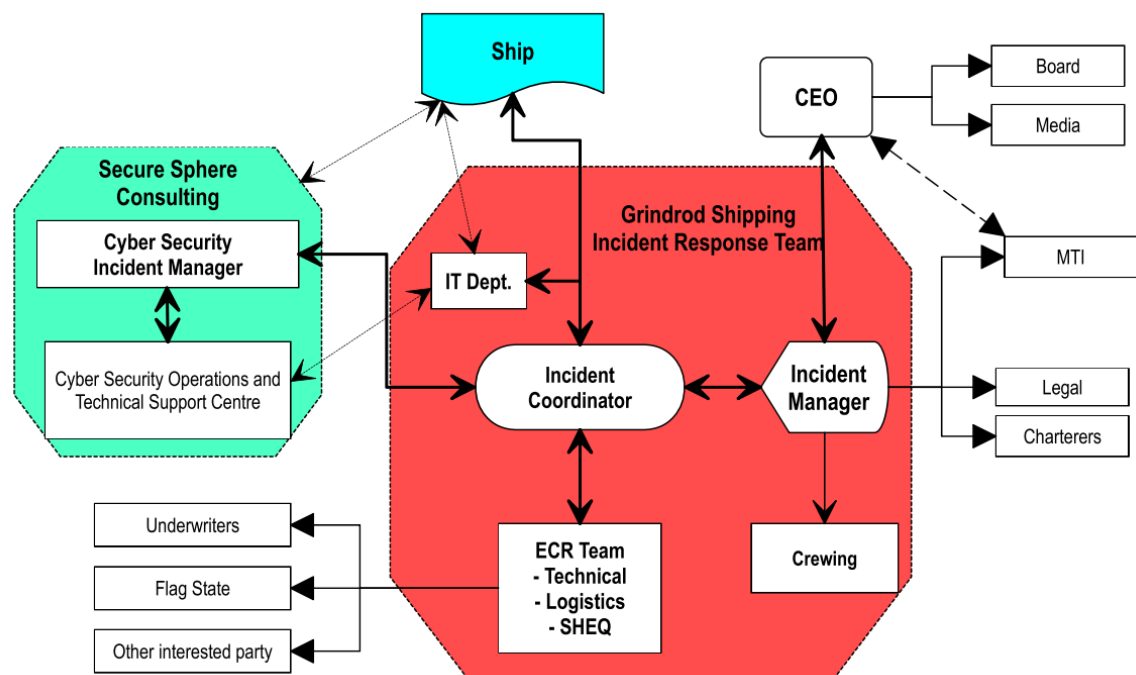 Ship
CEO
Board
Media
Secure Sphere
Consulting
Cyber Security
Incident Manager
Cyber Security Operations and
Technical Support Centre
Grindrod Shipping
Incident Response Team
IT Dept.
MTI
Incident
Coordinator
Incident
Manager
Legal
Charterers
Underwriters
Flag State
Other interested party
ECR Team
- Technical
- Logistics
- SHEQ
Crewing